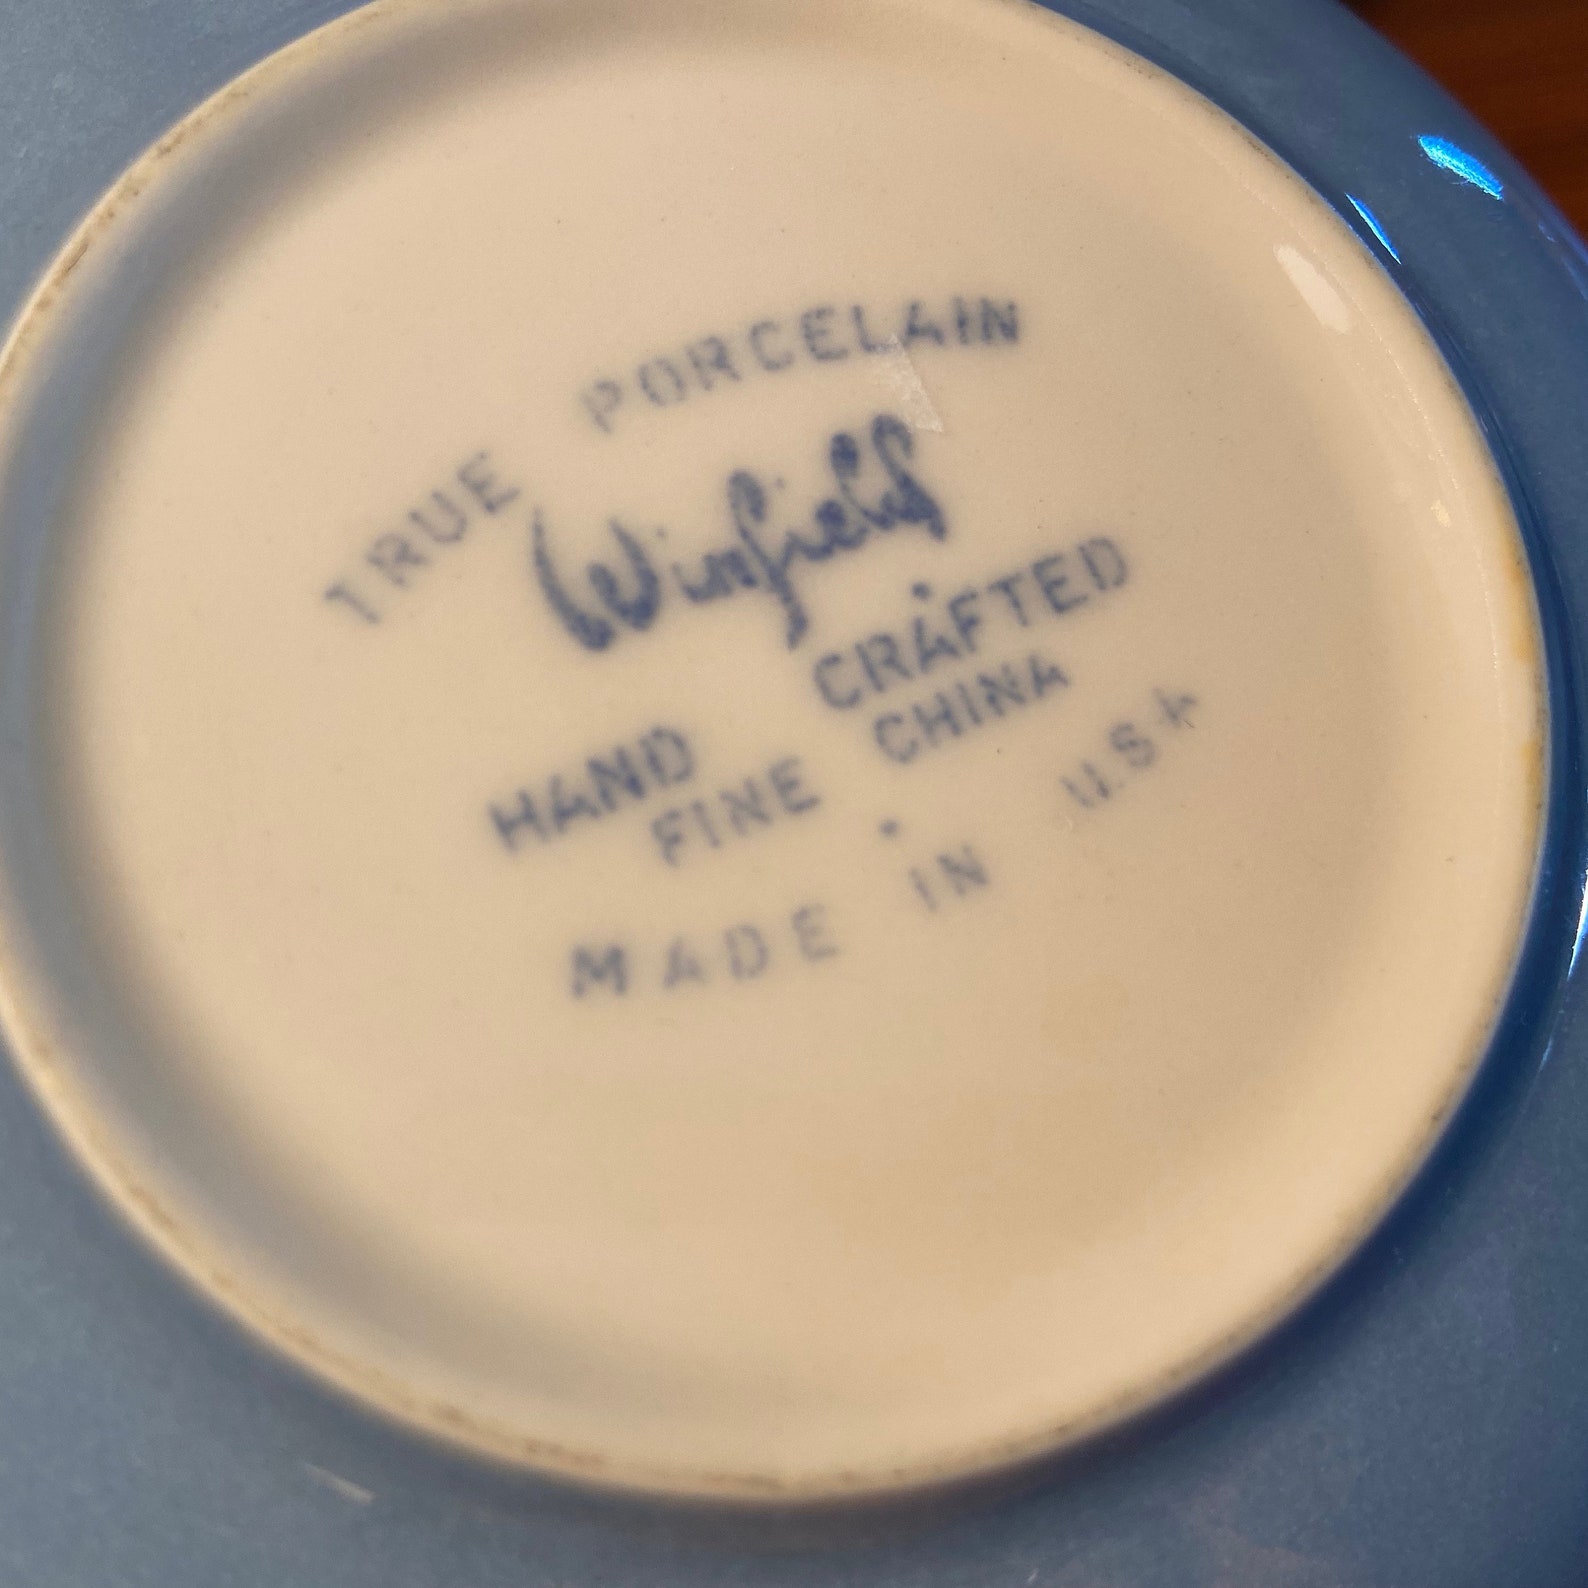 TRUE PORCELAIN
Winfield
HAND CRAFTED
FINE CHINA
MADE IN U.S.A